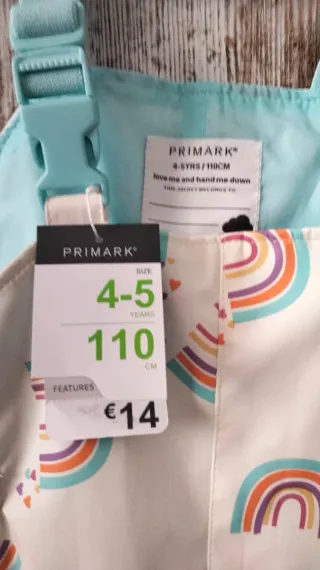 PRIMARK®
4-5YRS/110CM
love me and hand me down
THIS JACKET BELONGS TO:
PRIMARK®
SIZE
4-5
YEARS
110
CM
FEATURES
€14